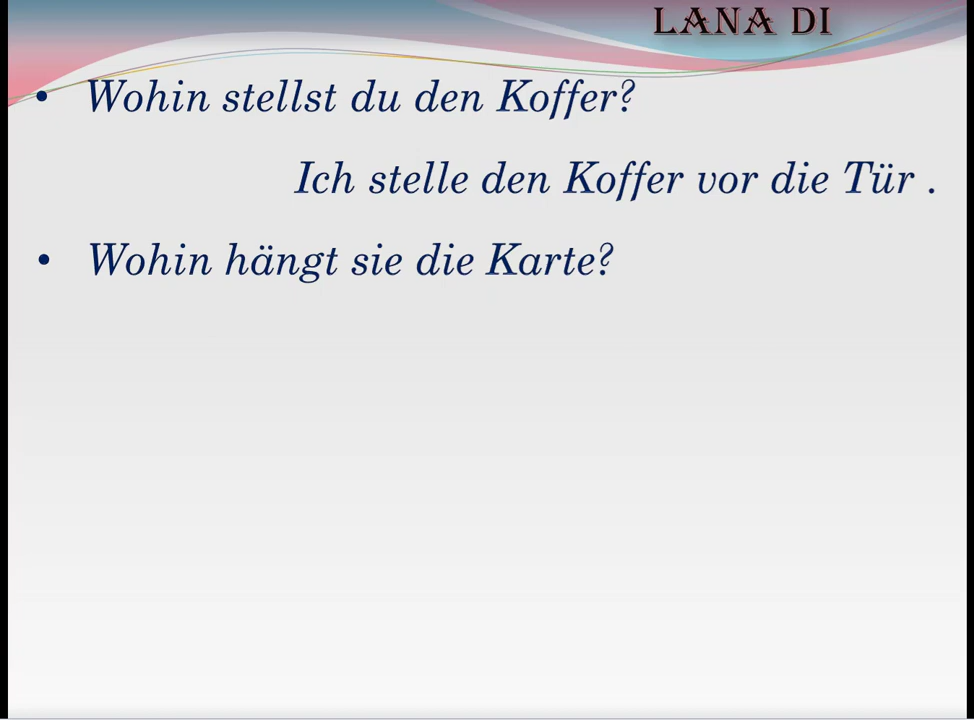 LANA DI
• Wohin stellst du den Koffer?
Ich stelle den Koffer vor die Tür .
• Wohin hängt sie die Karte?